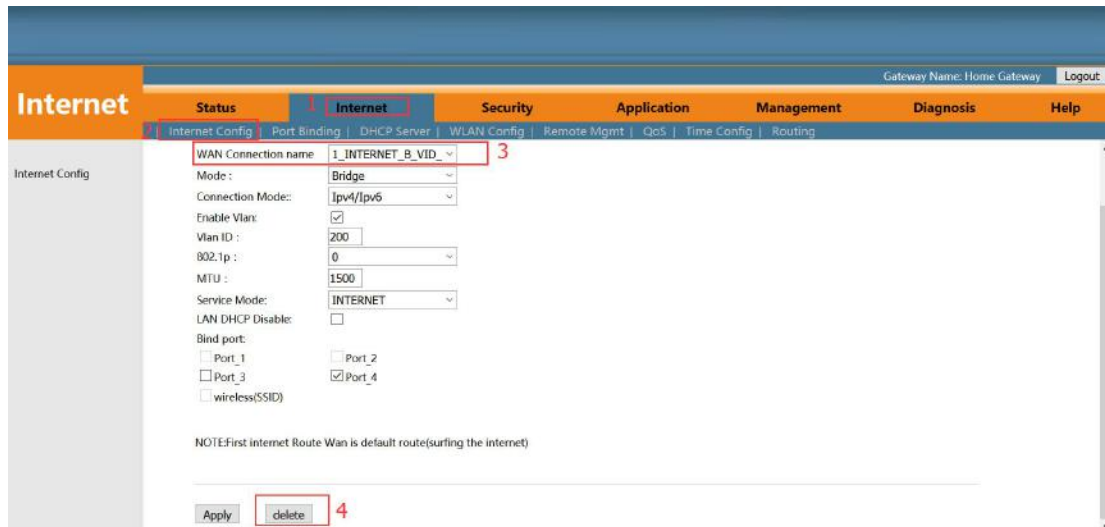 Gateway Name: Home Gateway Logout
Internet
Status 1 Internet Security Application Management Diagnosis Help
2 | Internet Config | Port Binding | DHCP Server | WLAN Config | Remote Mgmt | QoS | Time Config | Routing
Internet Config
WAN Connection name 1_INTERNET_B_VID_ 3
Mode : Bridge
Connection Mode:: Ipv4/Ipv6
Enable Vlan:
Vlan ID : 200
802.1p : 0
MTU : 1500
Service Mode: INTERNET
LAN DHCP Disable:
Bind port:
Port_1 Port_2
Port_3 Port_4
wireless(SSID)
NOTE:First internet Route Wan is default route(surfing the internet)
Apply delete 4